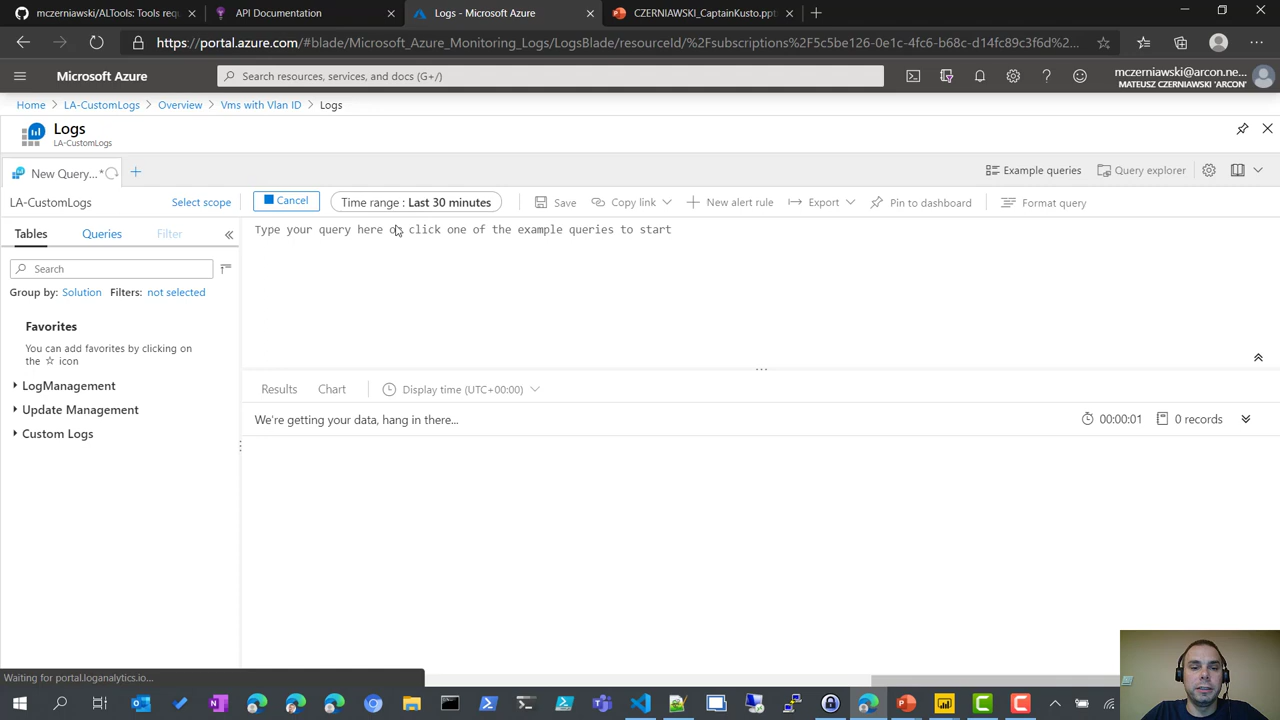 mczerniawski/ALTools: Tools requ
API Documentation
Logs - Microsoft Azure
CZERNIAWSKI_CaptainKusto.ppt
https://portal.azure.com/#blade/Microsoft_Azure_Monitoring_Logs/LogsBlade/resourceId/%2Fsubscriptions%2F5c5be126-0e1c-4fc6-b68c-d14fc89c3f6d%2...
Microsoft Azure
Search resources, services, and docs (G+/)
mczerniawski@arcon.ne...
MATEUSZ CZERNIAWSKI 'ARCON'
Home > LA-CustomLogs > Overview > Vms with Vlan ID > Logs
Logs
LA-CustomLogs
New Query...*
Example queries
Query explorer
LA-CustomLogs
Select scope
Cancel
Time range : Last 30 minutes
Save
Copy link
New alert rule
Export
Pin to dashboard
Format query
Tables
Queries
Filter
Type your query here or click one of the example queries to start
Search
Group by: Solution Filters: not selected
Favorites
You can add favorites by clicking on
the ☆ icon
LogManagement
Update Management
Custom Logs
Results
Chart
Display time (UTC+00:00)
We're getting your data, hang in there...
00:00:01
0 records
Waiting for portal.loganalytics.io...